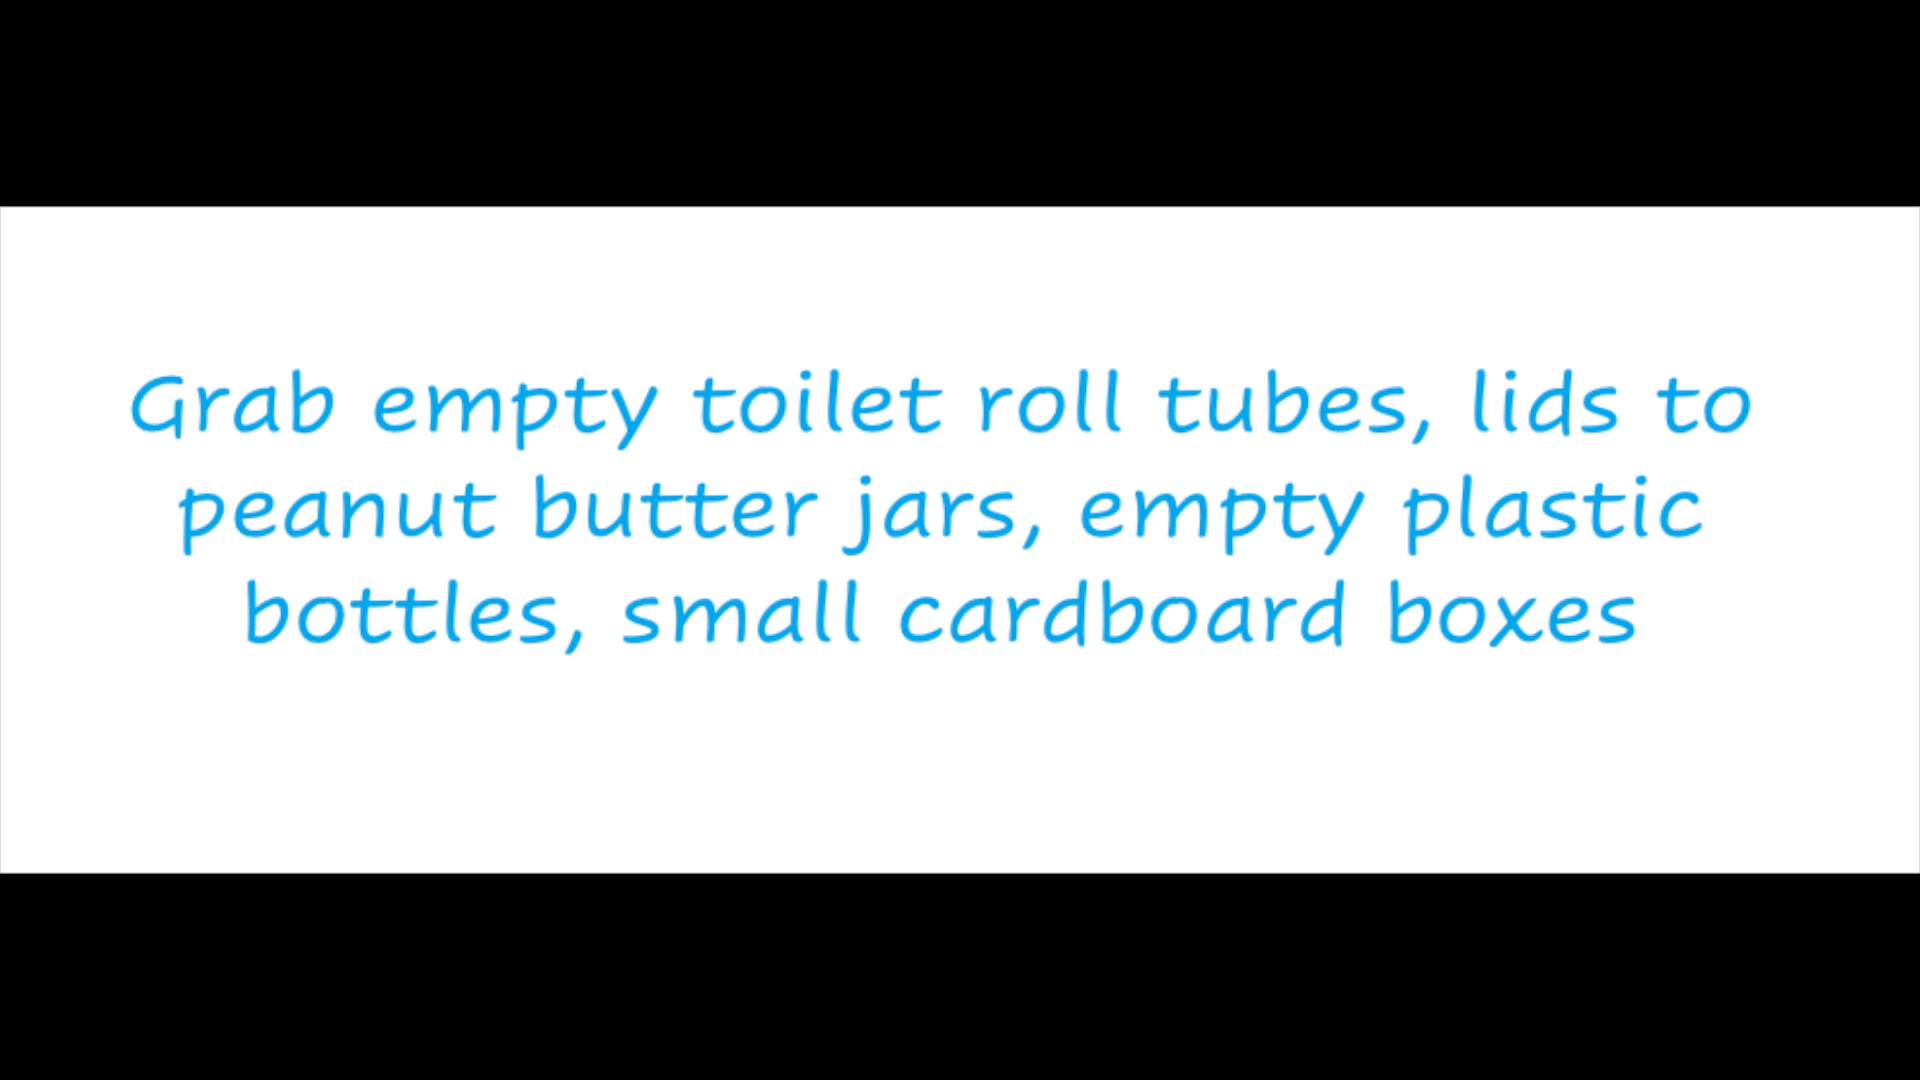 Grab empty toilet roll tubes, lids to
peanut butter jars, empty plastic
bottles, small cardboard boxes